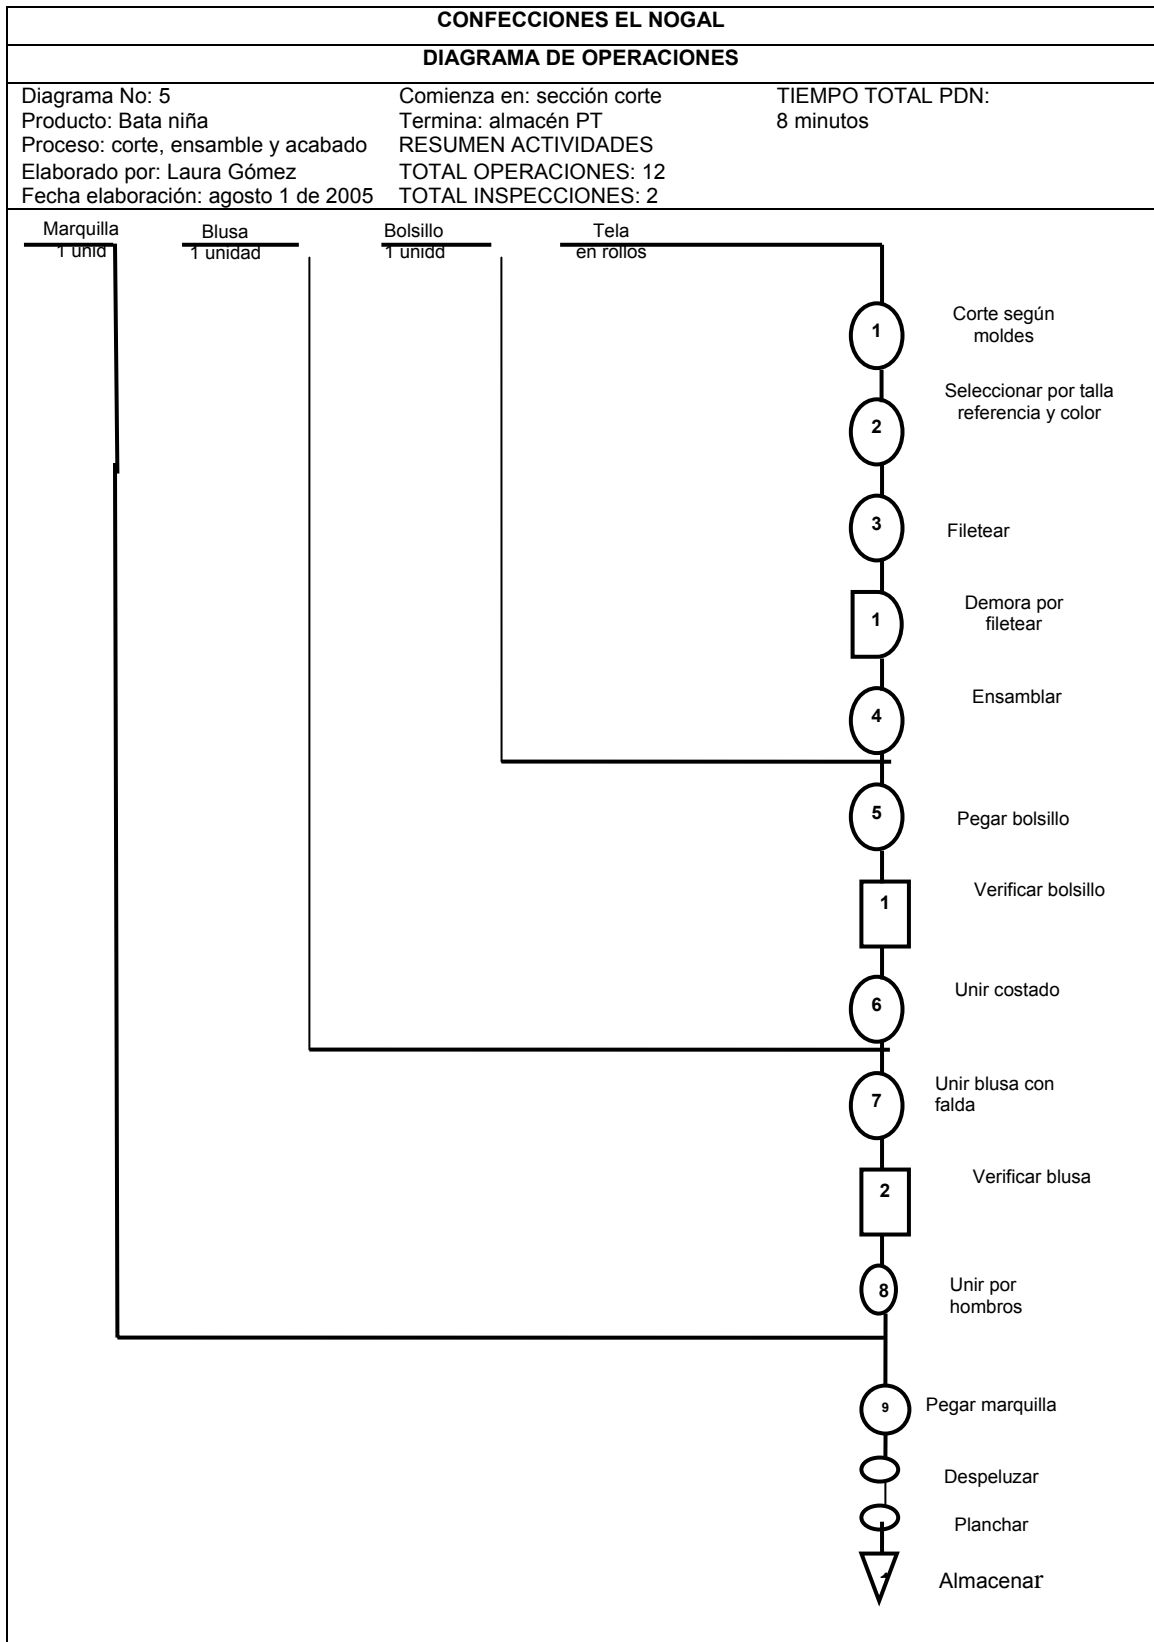 CONFECCIONES EL NOGAL
DIAGRAMA DE OPERACIONES
Diagrama No: 5
Producto: Bata niña
Proceso: corte, ensamble y acabado
Elaborado por: Laura Gómez
Fecha elaboración: agosto 1 de 2005
Comienza en: sección corte
Termina: almacén PT
RESUMEN ACTIVIDADES
TOTAL OPERACIONES: 12
TOTAL INSPECCIONES: 2
TIEMPO TOTAL PDN:
8 minutos
Marquilla
1 unid
Blusa
1 unidad
Bolsillo
1 unidd
Tela
en rollos
1
Corte según
moldes
2
Seleccionar por talla
referencia y color
3
Filetear
1
Demora por
filetear
4
Ensamblar
5
Pegar bolsillo
1
Verificar bolsillo
6
Unir costado
7
Unir blusa con
falda
2
Verificar blusa
8
Unir por
hombros
9
Pegar marquilla
Despeluzar
Planchar
Almacenar